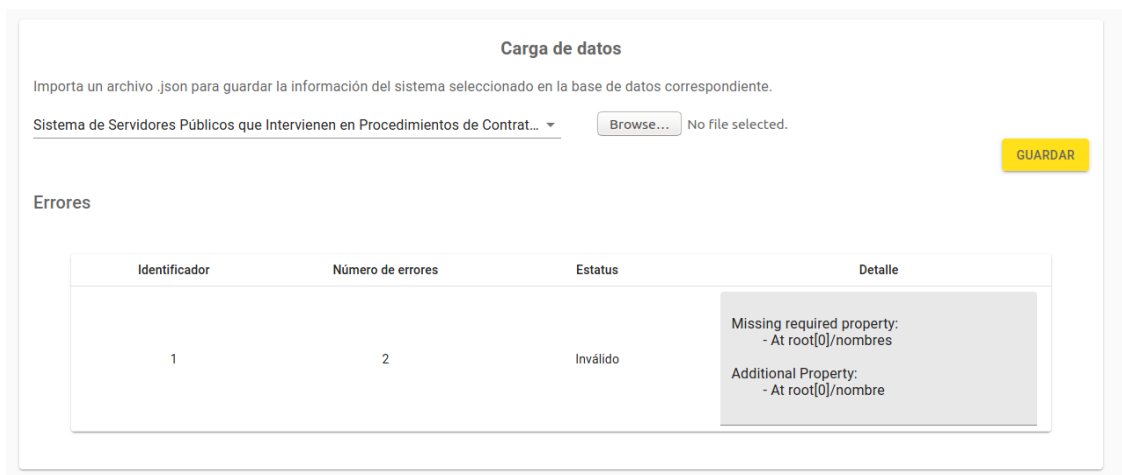 Carga de datos
Importa un archivo .json para guardar la información del sistema seleccionado en la base de datos correspondiente.
Sistema de Servidores Públicos que Intervienen en Procedimientos de Contrat...
Browse... No file selected.
GUARDAR
Errores
Identificador Número de errores Estatus Detalle
1 2 Inválido
Missing required property:
- At root[0]/nombres
Additional Property:
- At root[0]/nombre